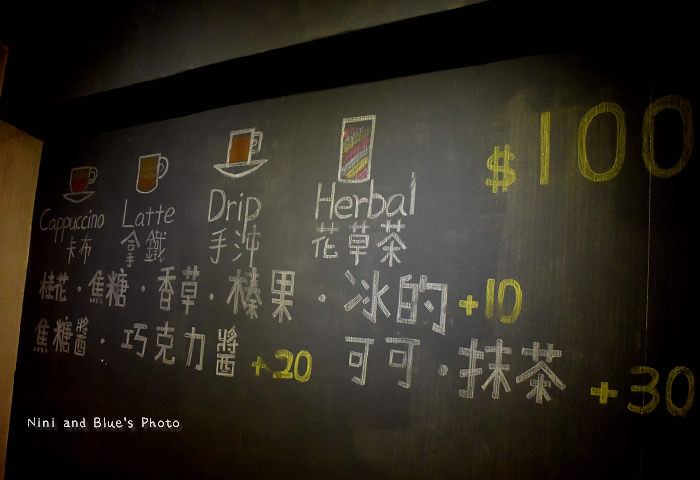 $100
Cappuccino Latte Drip Herbal
卡布 拿鐵 手沖 花草茶
桂花·焦糖·香草·榛果·冰的+10
焦糖醬·巧克力醬+20 可可·抹茶+30
Nini and Blue's Photo